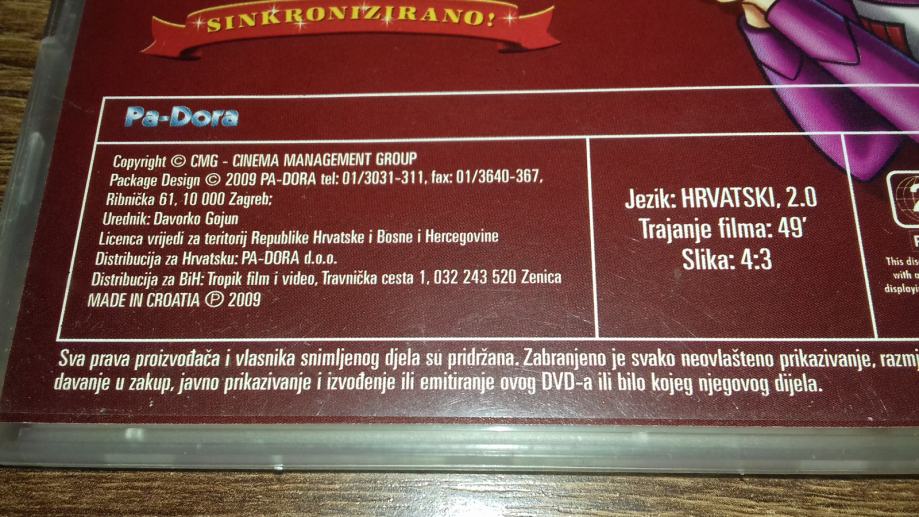 SINKRONIZIRANO!
Pa-Dora
Copyright © CMG - CINEMA MANAGEMENT GROUP
Package Design © 2009 PA-DORA tel: 01/3031-311, fax: 01/3640-367,
Ribnička 61, 10 000 Zagreb;
Urednik: Davorko Gojun
Licenca vrijedi za teritorij Republike Hrvatske i Bosne i Hercegovine
Distribucija za Hrvatsku: PA-DORA d.o.o.
Distribucija za BiH: Tropik film i video, Travnička cesta 1, 032 243 520 Zenica
MADE IN CROATIA Ⓟ 2009
Jezik: HRVATSKI, 2.0
Trajanje filma: 49'
Slika: 4:3
This dis
with a
displayin
Sva prava proizvođača i vlasnika snimljenog djela su pridržana. Zabranjeno je svako neovlašteno prikazivanje, razm
davanje u zakup, javno prikazivanje i izvođenje ili emitiranje ovog DVD-a ili bilo kojeg njegovog dijela.